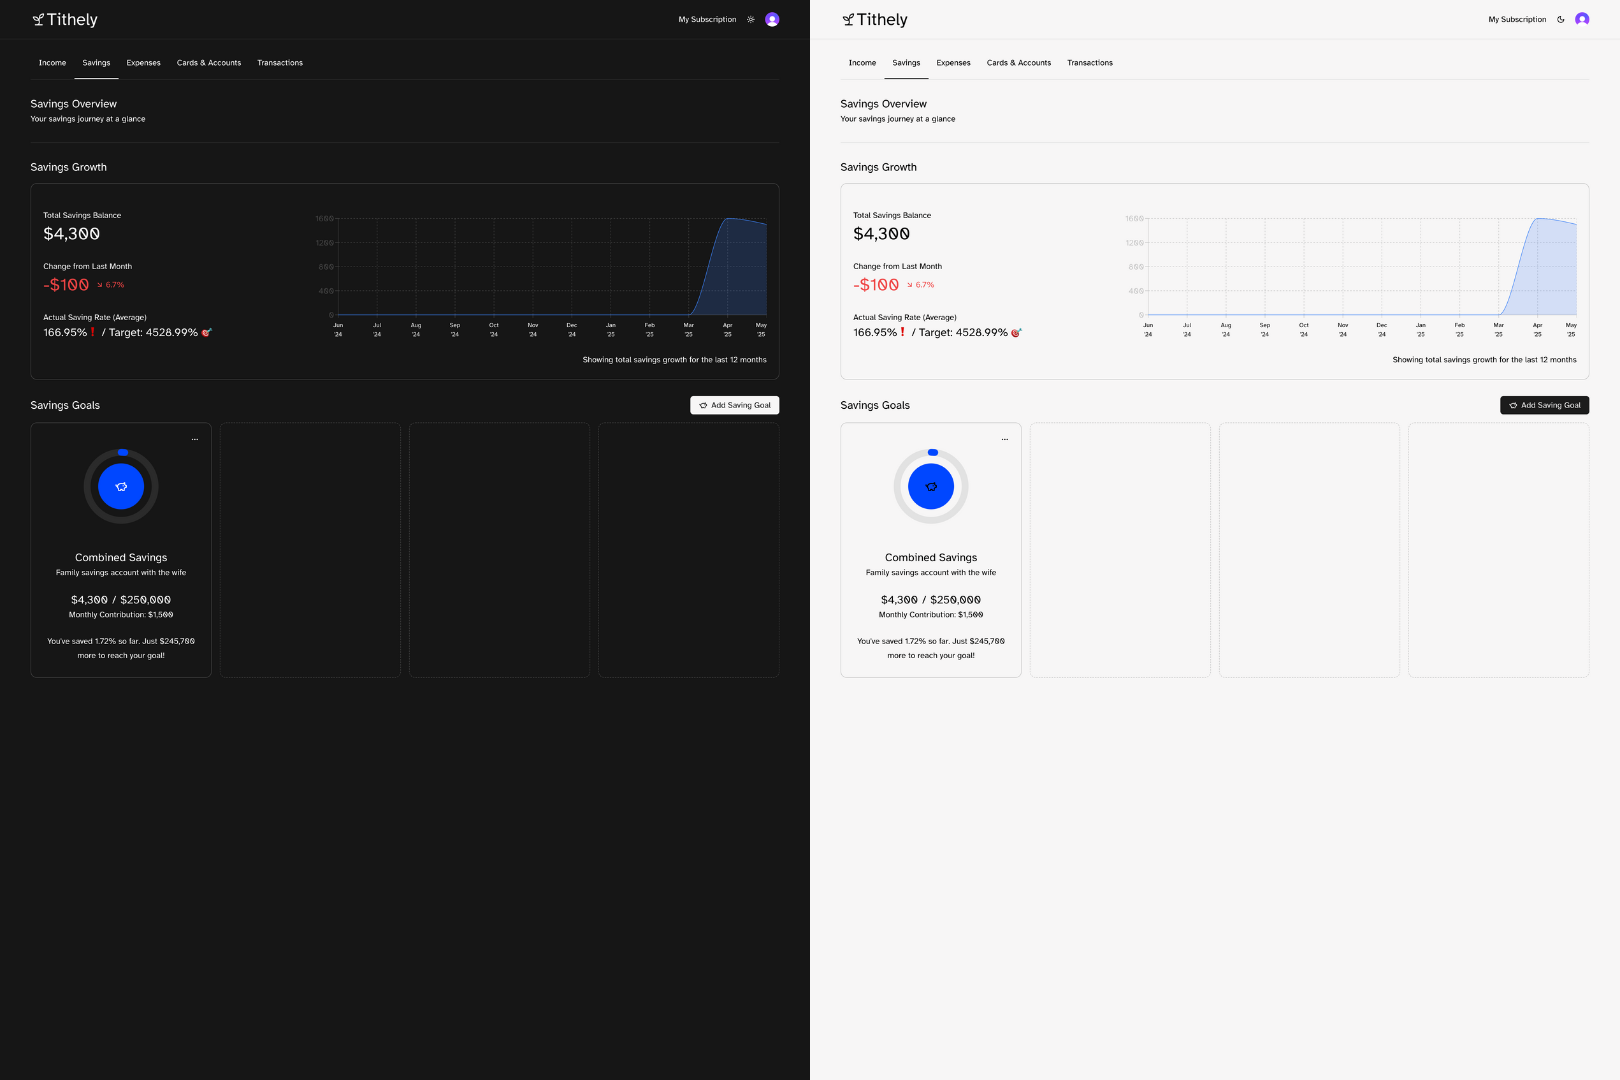 Tithely
My Subscription
Income Savings Expenses Cards & Accounts Transactions
Savings Overview
Your savings journey at a glance
Savings Growth
Total Savings Balance
$4,300
Change from Last Month
-$100 6.7%
Actual Saving Rate (Average)
166.95% ❗ / Target: 4528.99% 🎯
1600
1200
800
400
0
Jun '24 Jul '24 Aug '24 Sep '24 Oct '24 Nov '24 Dec '24 Jan '25 Feb '25 Mar '25 Apr '25 May '25
Showing total savings growth for the last 12 months
Savings Goals
Add Saving Goal
...
Combined Savings
Family savings account with the wife
$4,300 / $250,000
Monthly Contribution: $1,500
You've saved 1.72% so far. Just $245,700
more to reach your goal!
Tithely
My Subscription
Income Savings Expenses Cards & Accounts Transactions
Savings Overview
Your savings journey at a glance
Savings Growth
Total Savings Balance
$4,300
Change from Last Month
-$100 6.7%
Actual Saving Rate (Average)
166.95% ❗ / Target: 4528.99% 🎯
1600
1200
800
400
0
Jun '24 Jul '24 Aug '24 Sep '24 Oct '24 Nov '24 Dec '24 Jan '25 Feb '25 Mar '25 Apr '25 May '25
Showing total savings growth for the last 12 months
Savings Goals
Add Saving Goal
...
Combined Savings
Family savings account with the wife
$4,300 / $250,000
Monthly Contribution: $1,500
You've saved 1.72% so far. Just $245,700
more to reach your goal!